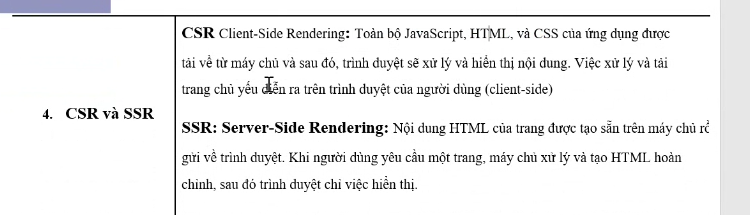 CSR Client-Side Rendering: Toàn bộ JavaScript, HTML, và CSS của ứng dụng được
tải về từ máy chủ và sau đó, trình duyệt sẽ xử lý và hiển thị nội dung. Việc xử lý và tải
trang chủ yếu diễn ra trên trình duyệt của người dùng (client-side)
4. CSR và SSR
SSR: Server-Side Rendering: Nội dung HTML của trang được tạo sẵn trên máy chủ
gửi về trình duyệt. Khi người dùng yêu cầu một trang, máy chủ xử lý và tạo HTML hoàn
chỉnh, sau đó trình duyệt chỉ việc hiển thị.